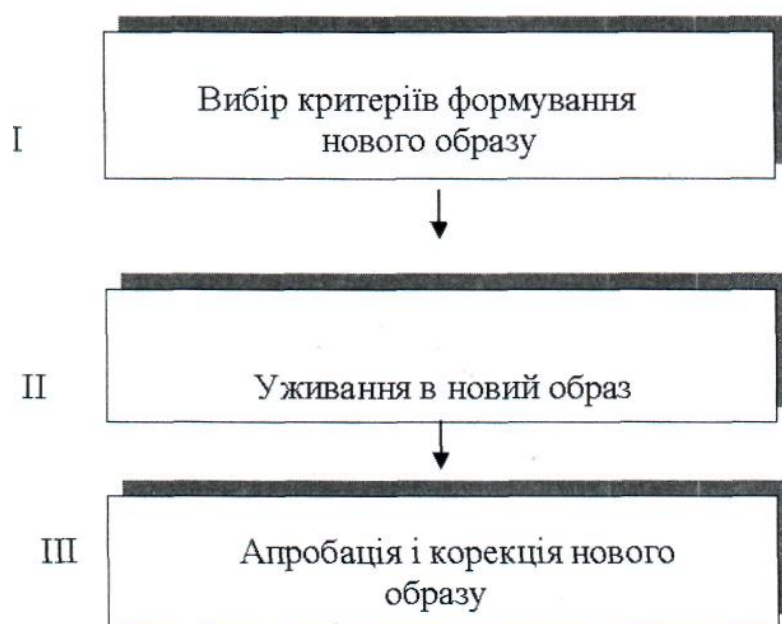 I
Вибір критеріїв формування
нового образу
II
Уживання в новий образ
III
Апробація і корекція нового
образу